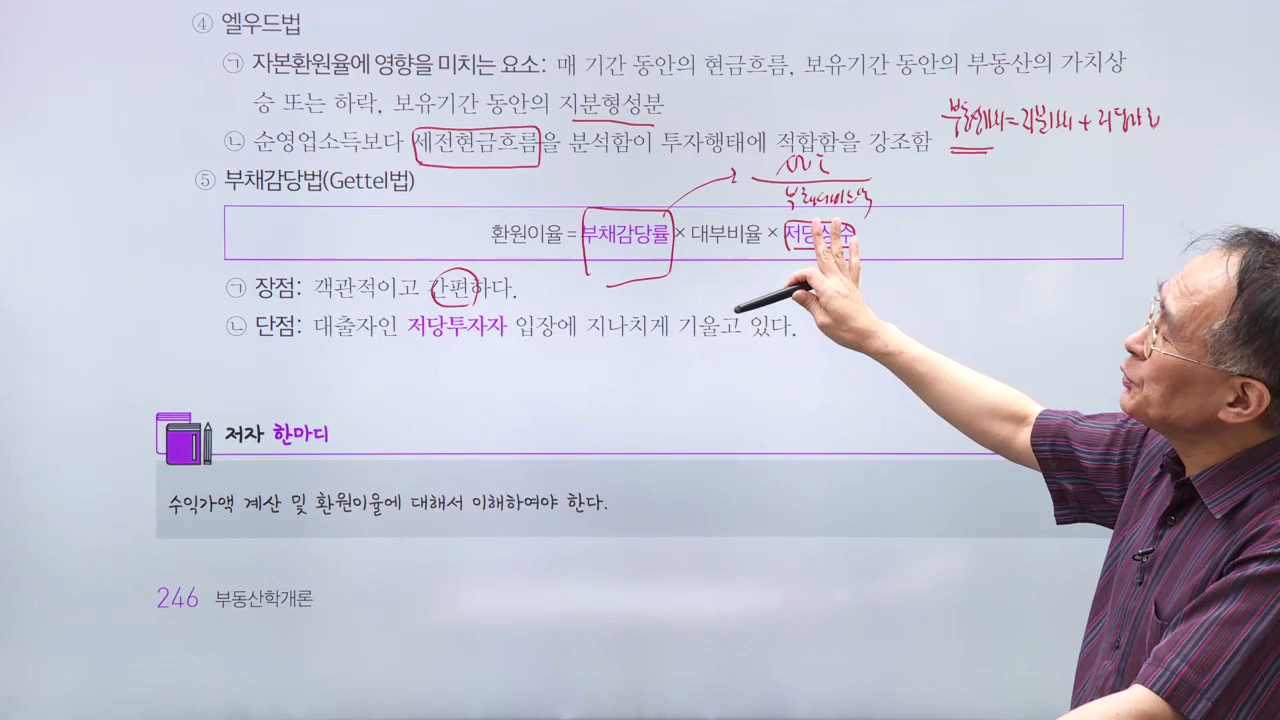 ④ 엘우드법
㉠ 자본환원율에 영향을 미치는 요소: 매 기간 동안의 현금흐름, 보유기간 동안의 부동산의 가치상
승 또는 하락, 보유기간 동안의 지분형성분
㉡ 순영업소득보다 세전현금흐름을 분석함이 투자행태에 적합함을 강조함
⑤ 부채감당법(Gettel법)
환원이율 = 부채감당률 × 대부비율 × 저당상수
㉠ 장점: 객관적이고 간편하다.
㉡ 단점: 대출자인 저당투자자 입장에 지나치게 기울고 있다.
저자 한마디
수익가액 계산 및 환원이율에 대해서 이해하여야 한다.
246 부동산학개론